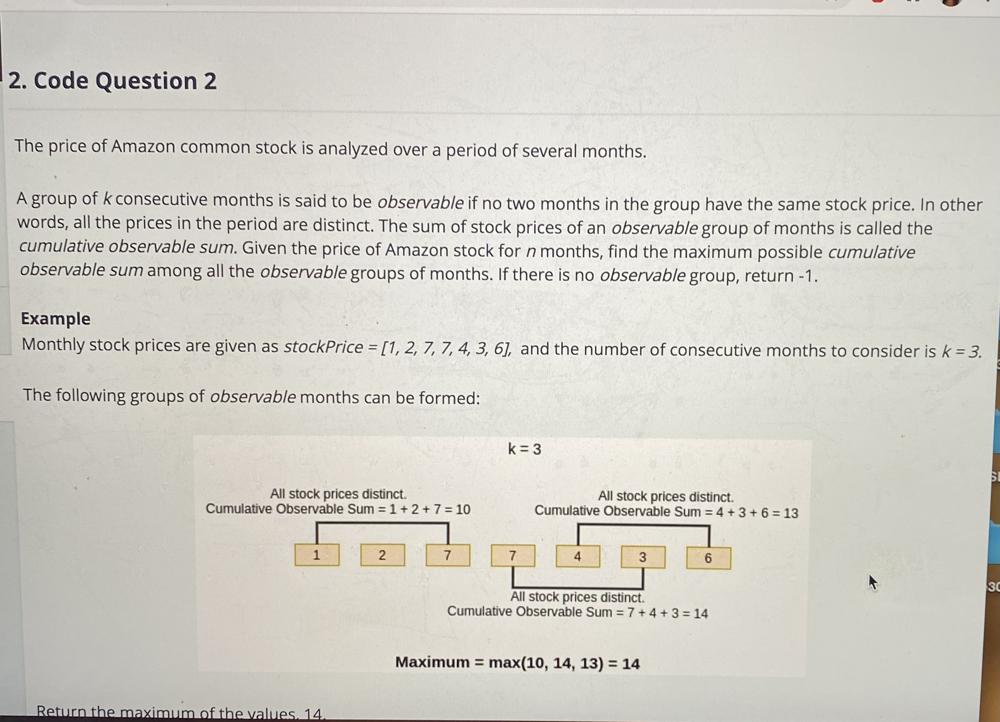 2. Code Question 2
The price of Amazon common stock is analyzed over a period of several months.
A group of k consecutive months is said to be observable if no two months in the group have the same stock price. In other
words, all the prices in the period are distinct. The sum of stock prices of an observable group of months is called the
cumulative observable sum. Given the price of Amazon stock for n months, find the maximum possible cumulative
observable sum among all the observable groups of months. If there is no observable group, return -1.
Example
Monthly stock prices are given as stockPrice = [1, 2, 7, 7, 4, 3, 6], and the number of consecutive months to consider is k = 3.
The following groups of observable months can be formed:
k = 3
All stock prices distinct.
Cumulative Observable Sum = 1 + 2 + 7 = 10
All stock prices distinct.
Cumulative Observable Sum = 4 + 3 + 6 = 13
1 2 7 7 4 3 6
All stock prices distinct.
Cumulative Observable Sum = 7 + 4 + 3 = 14
Maximum = max(10, 14, 13) = 14
Return the maximum of the values, 14.